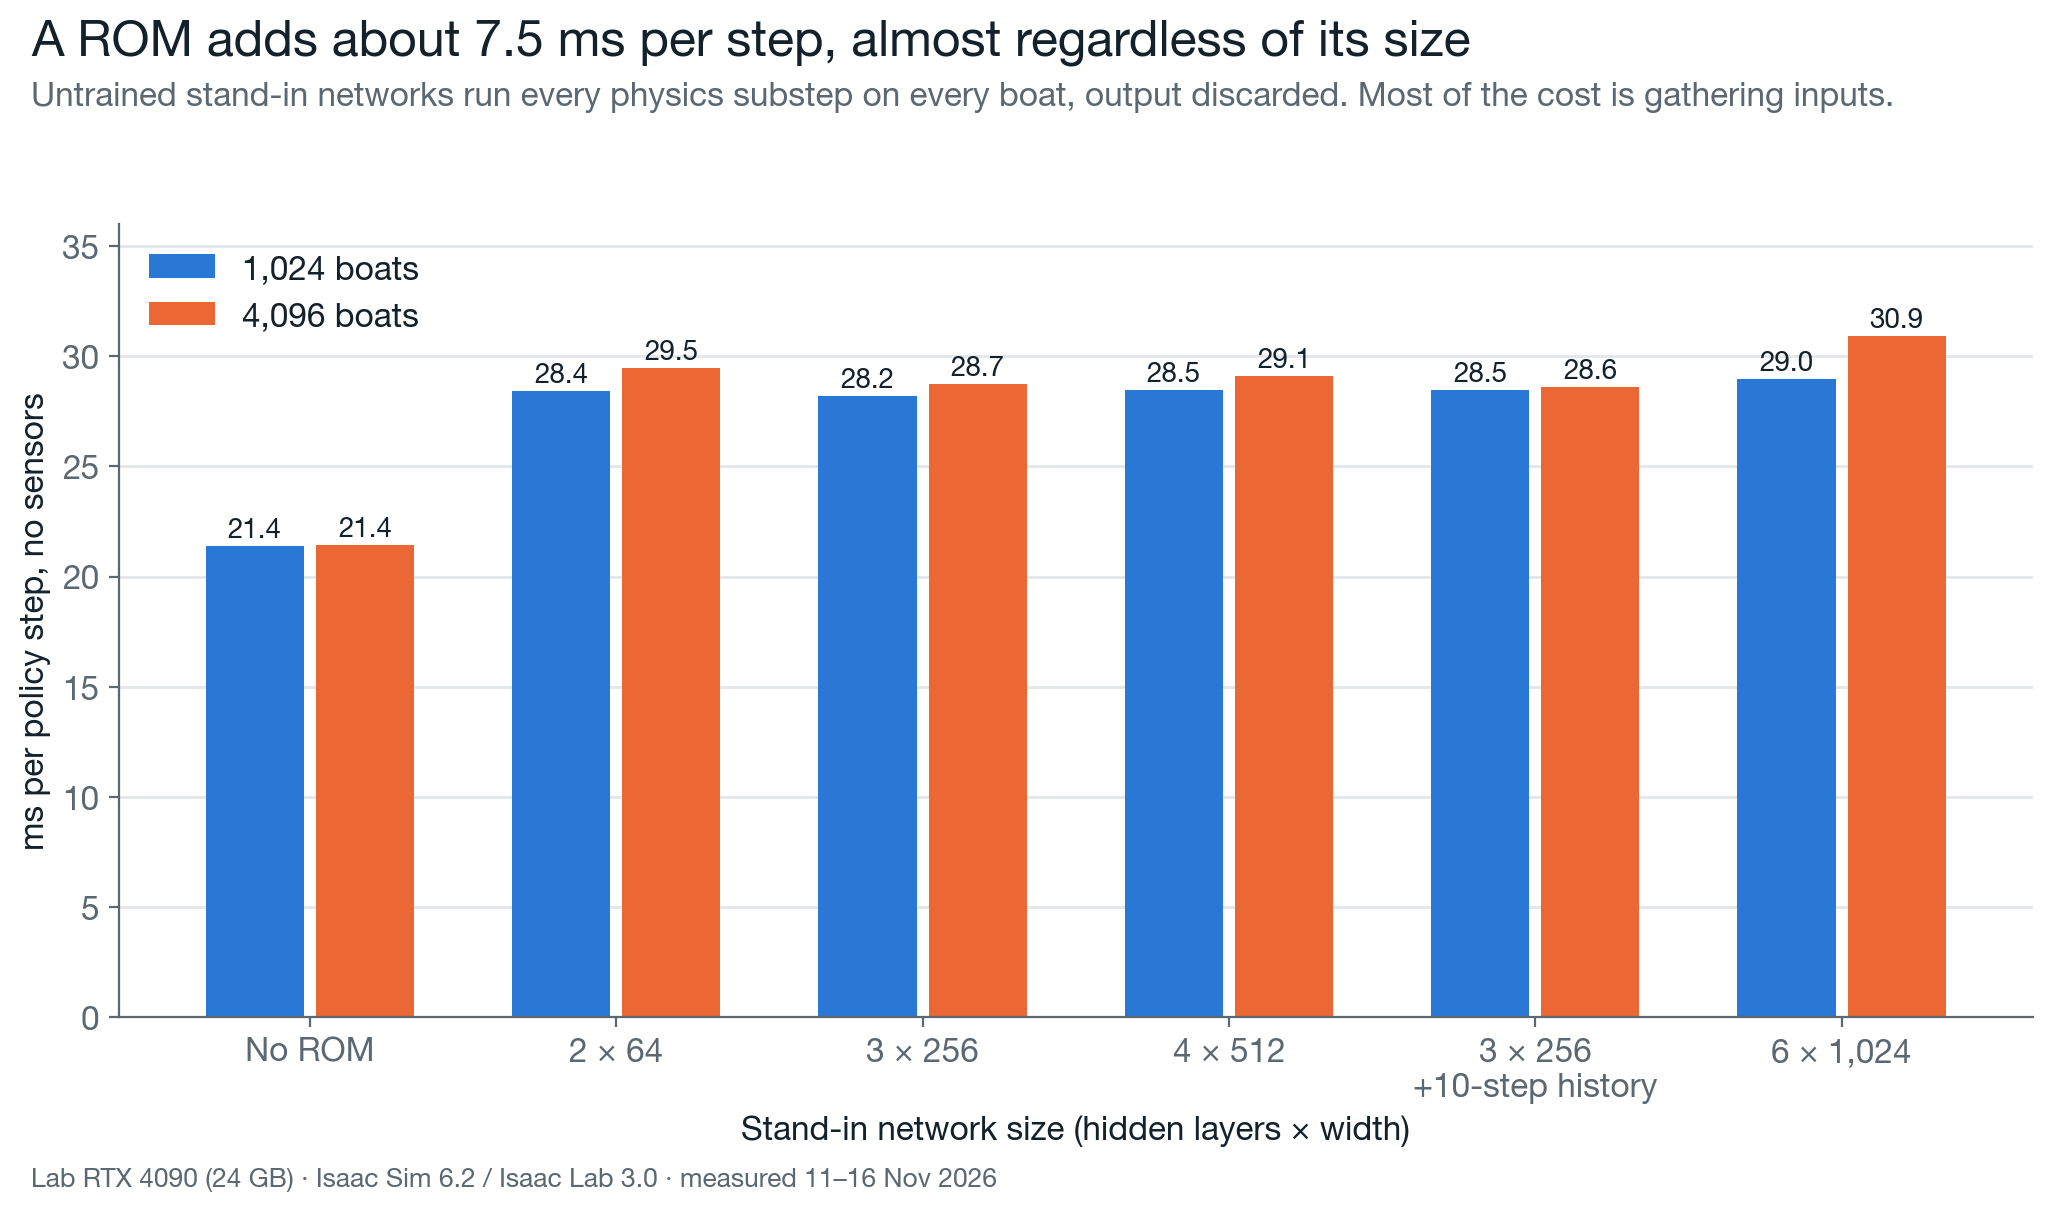 A ROM adds about 7.5 ms per step, almost regardless of its size
Untrained stand-in networks run every physics substep on every boat, output discarded. Most of the cost is gathering inputs.
1,024 boats
4,096 boats
ms per policy step, no sensors
35
30
25
20
15
10
5
0
21.4
21.4
28.4
29.5
28.2
28.7
28.5
29.1
28.5
28.6
29.0
30.9
No ROM
2 × 64
3 × 256
4 × 512
3 × 256
+10-step history
6 × 1,024
Stand-in network size (hidden layers × width)
Lab RTX 4090 (24 GB) · Isaac Sim 6.2 / Isaac Lab 3.0 · measured 11–16 Nov 2026